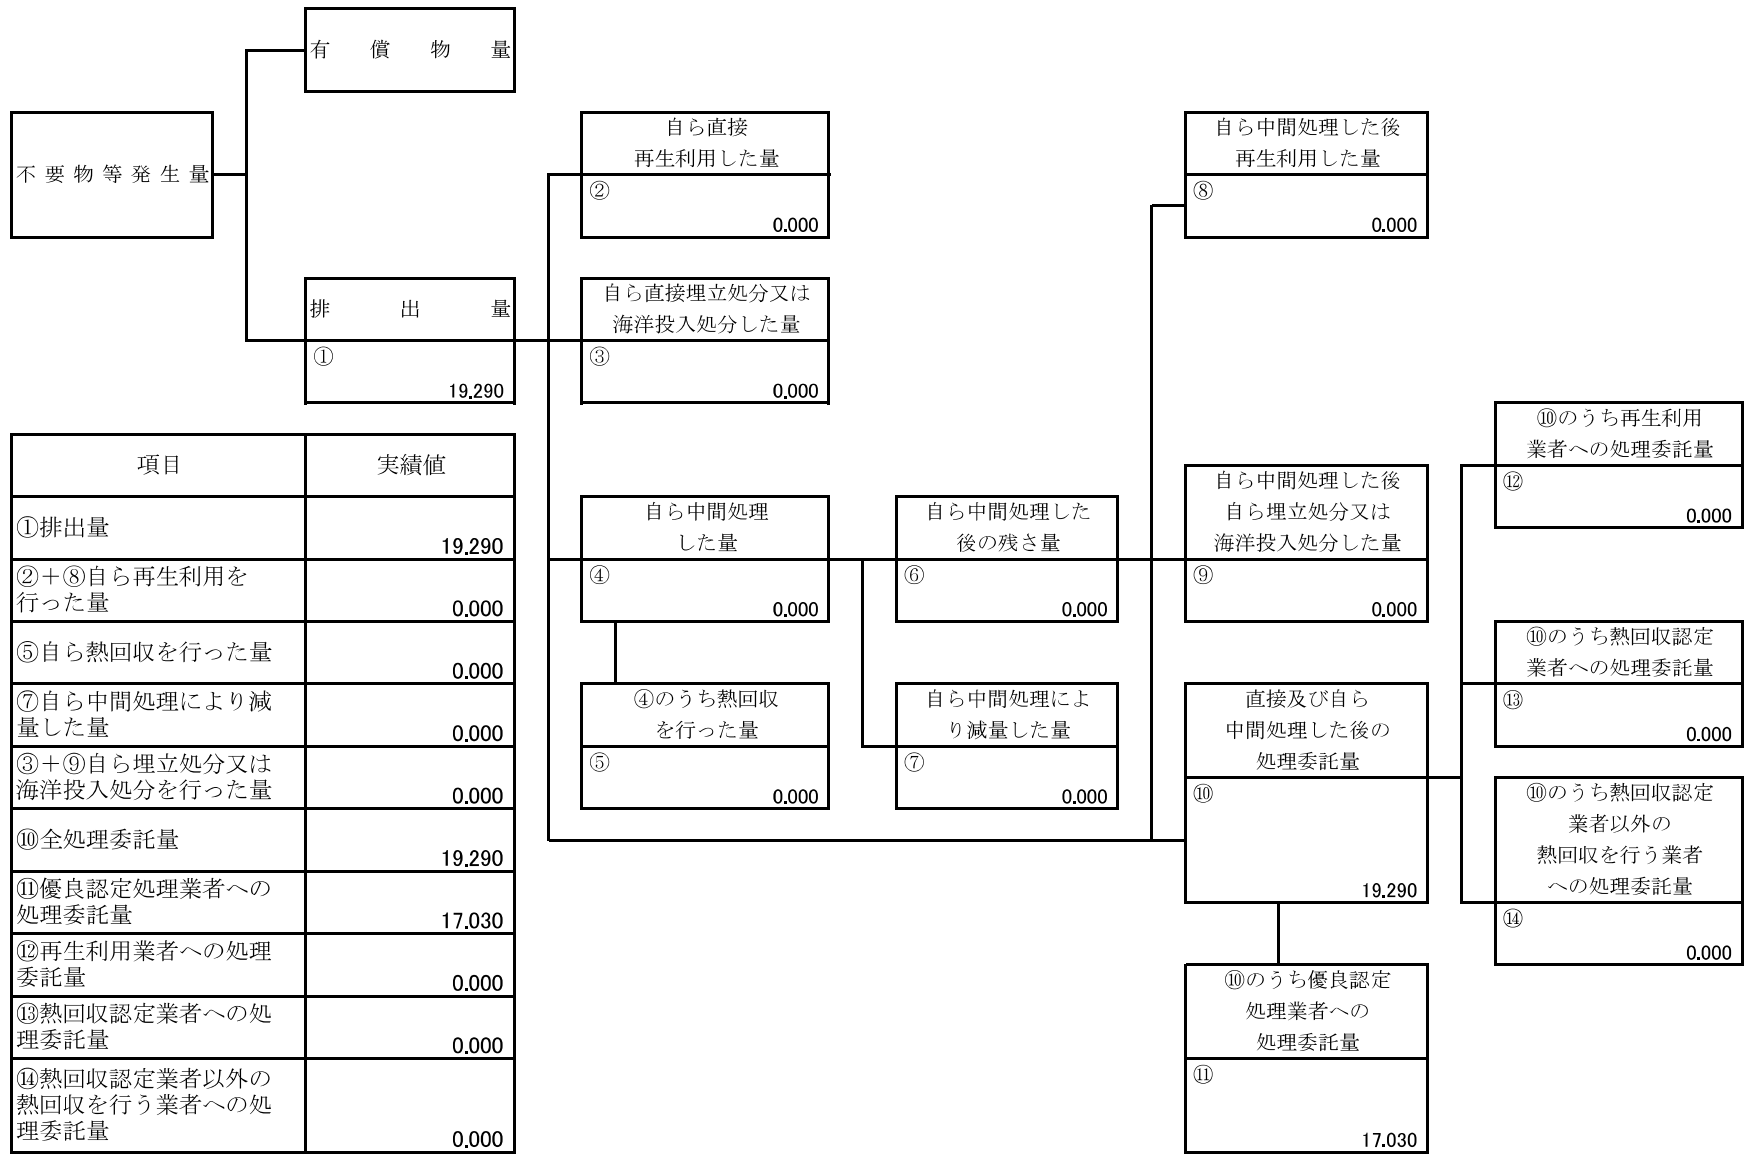 有償物量
不要物等発生量
排出量
①
19.290
自ら直接
再生利用した量
②
0.000
自ら直接埋立処分又は
海洋投入処分した量
③
0.000
自ら中間処理
した量
④
0.000
④のうち熱回収
を行った量
⑤
0.000
自ら中間処理した
後の残さ量
⑥
0.000
自ら中間処理によ
り減量した量
⑦
0.000
自ら中間処理した後
再生利用した量
⑧
0.000
自ら中間処理した後
自ら埋立処分又は
海洋投入処分した量
⑨
0.000
直接及び自ら
中間処理した後の
処理委託量
⑩
19.290
⑩のうち優良認定
処理業者への
処理委託量
⑪
17.030
⑩のうち再生利用
業者への処理委託量
⑫
0.000
⑩のうち熱回収認定
業者への処理委託量
⑬
0.000
⑩のうち熱回収認定
業者以外の
熱回収を行う業者
への処理委託量
⑭
0.000
項目 実績値
①排出量
19.290
②＋⑧自ら再生利用を
行った量
0.000
⑤自ら熱回収を行った量
0.000
⑦自ら中間処理により減
量した量
0.000
③＋⑨自ら埋立処分又は
海洋投入処分を行った量
0.000
⑩全処理委託量
19.290
⑪優良認定処理業者への
処理委託量
17.030
⑫再生利用業者への処理
委託量
0.000
⑬熱回収認定業者への処
理委託量
0.000
⑭熱回収認定業者以外の
熱回収を行う業者への処
理委託量
0.000